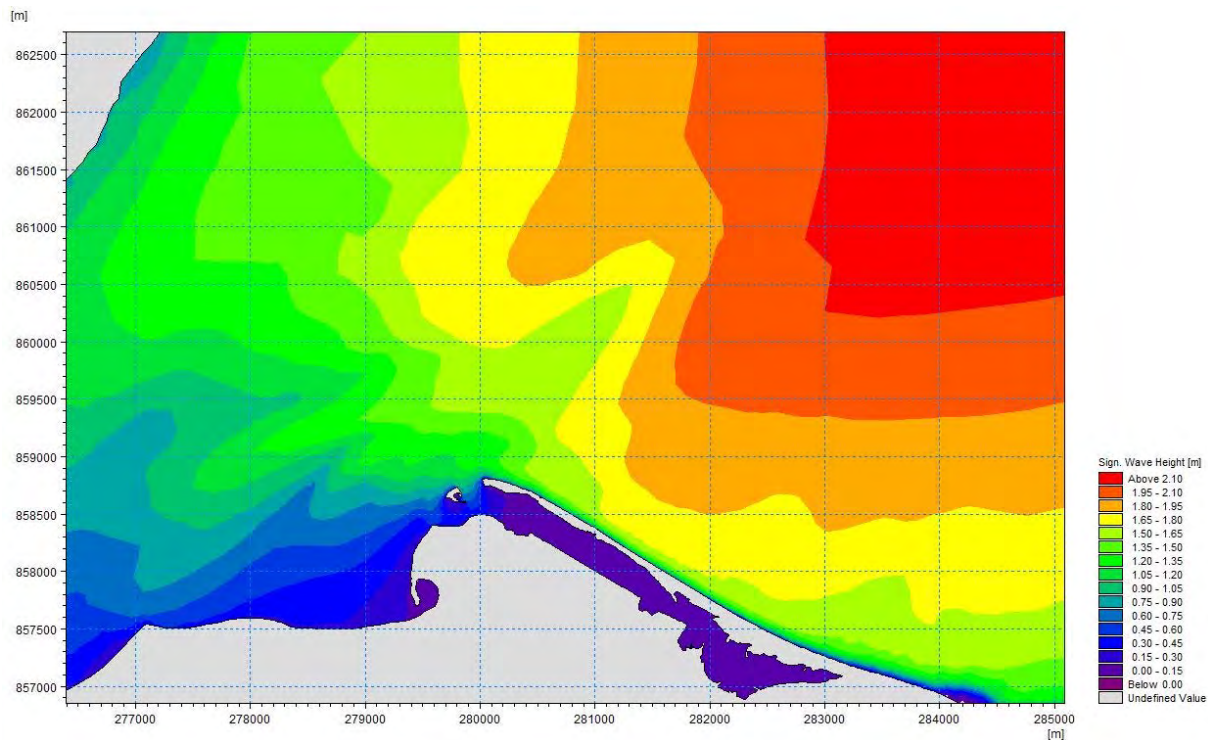 [m]
862500
862000
861500
861000
860500
860000
859500
859000
858500
858000
857500
857000
277000 278000 279000 280000 281000 282000 283000 284000 285000
[m]
Sign. Wave Height [m]
Above 2.10
1.95 - 2.10
1.80 - 1.95
1.65 - 1.80
1.50 - 1.65
1.35 - 1.50
1.20 - 1.35
1.05 - 1.20
0.90 - 1.05
0.75 - 0.90
0.60 - 0.75
0.45 - 0.60
0.30 - 0.45
0.15 - 0.30
0.00 - 0.15
Below 0.00
Undefined Value